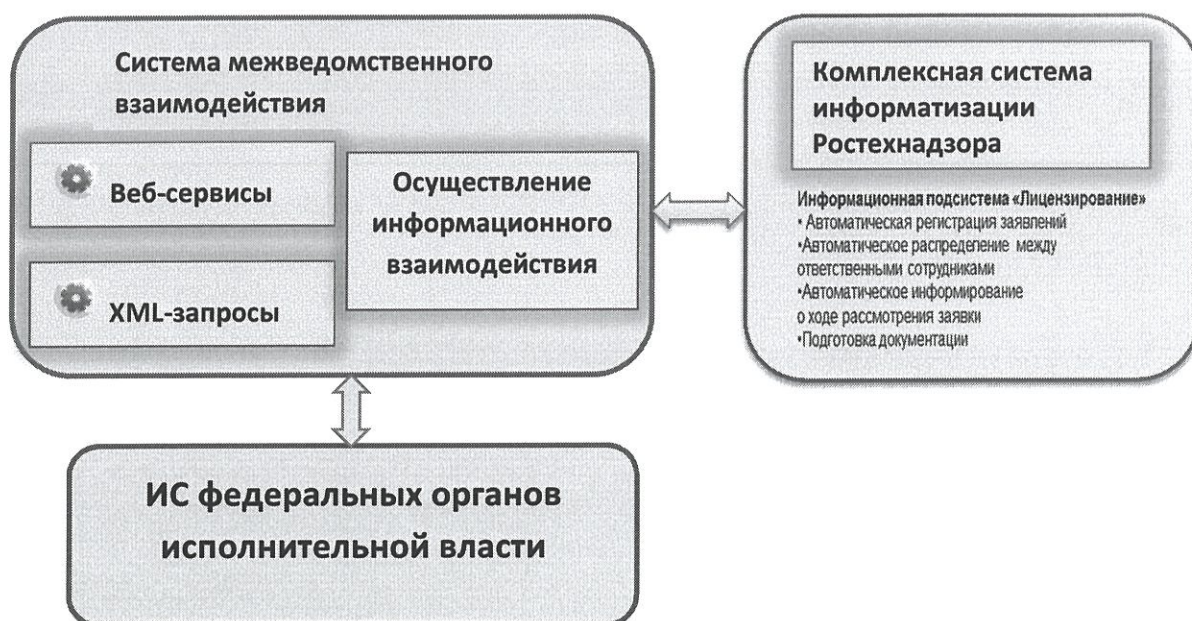 Система межведомственного
взаимодействия
Веб-сервисы
XML-запросы
Осуществление
информационного
взаимодействия
Комплексная система
информатизации
Ростехнадзора
Информационная подсистема «Лицензирование»
• Автоматическая регистрация заявлений
•Автоматическое распределение между
ответственными сотрудниками
•Автоматическое информирование
о ходе рассмотрения заявки
•Подготовка документации
ИС федеральных органов
исполнительной власти